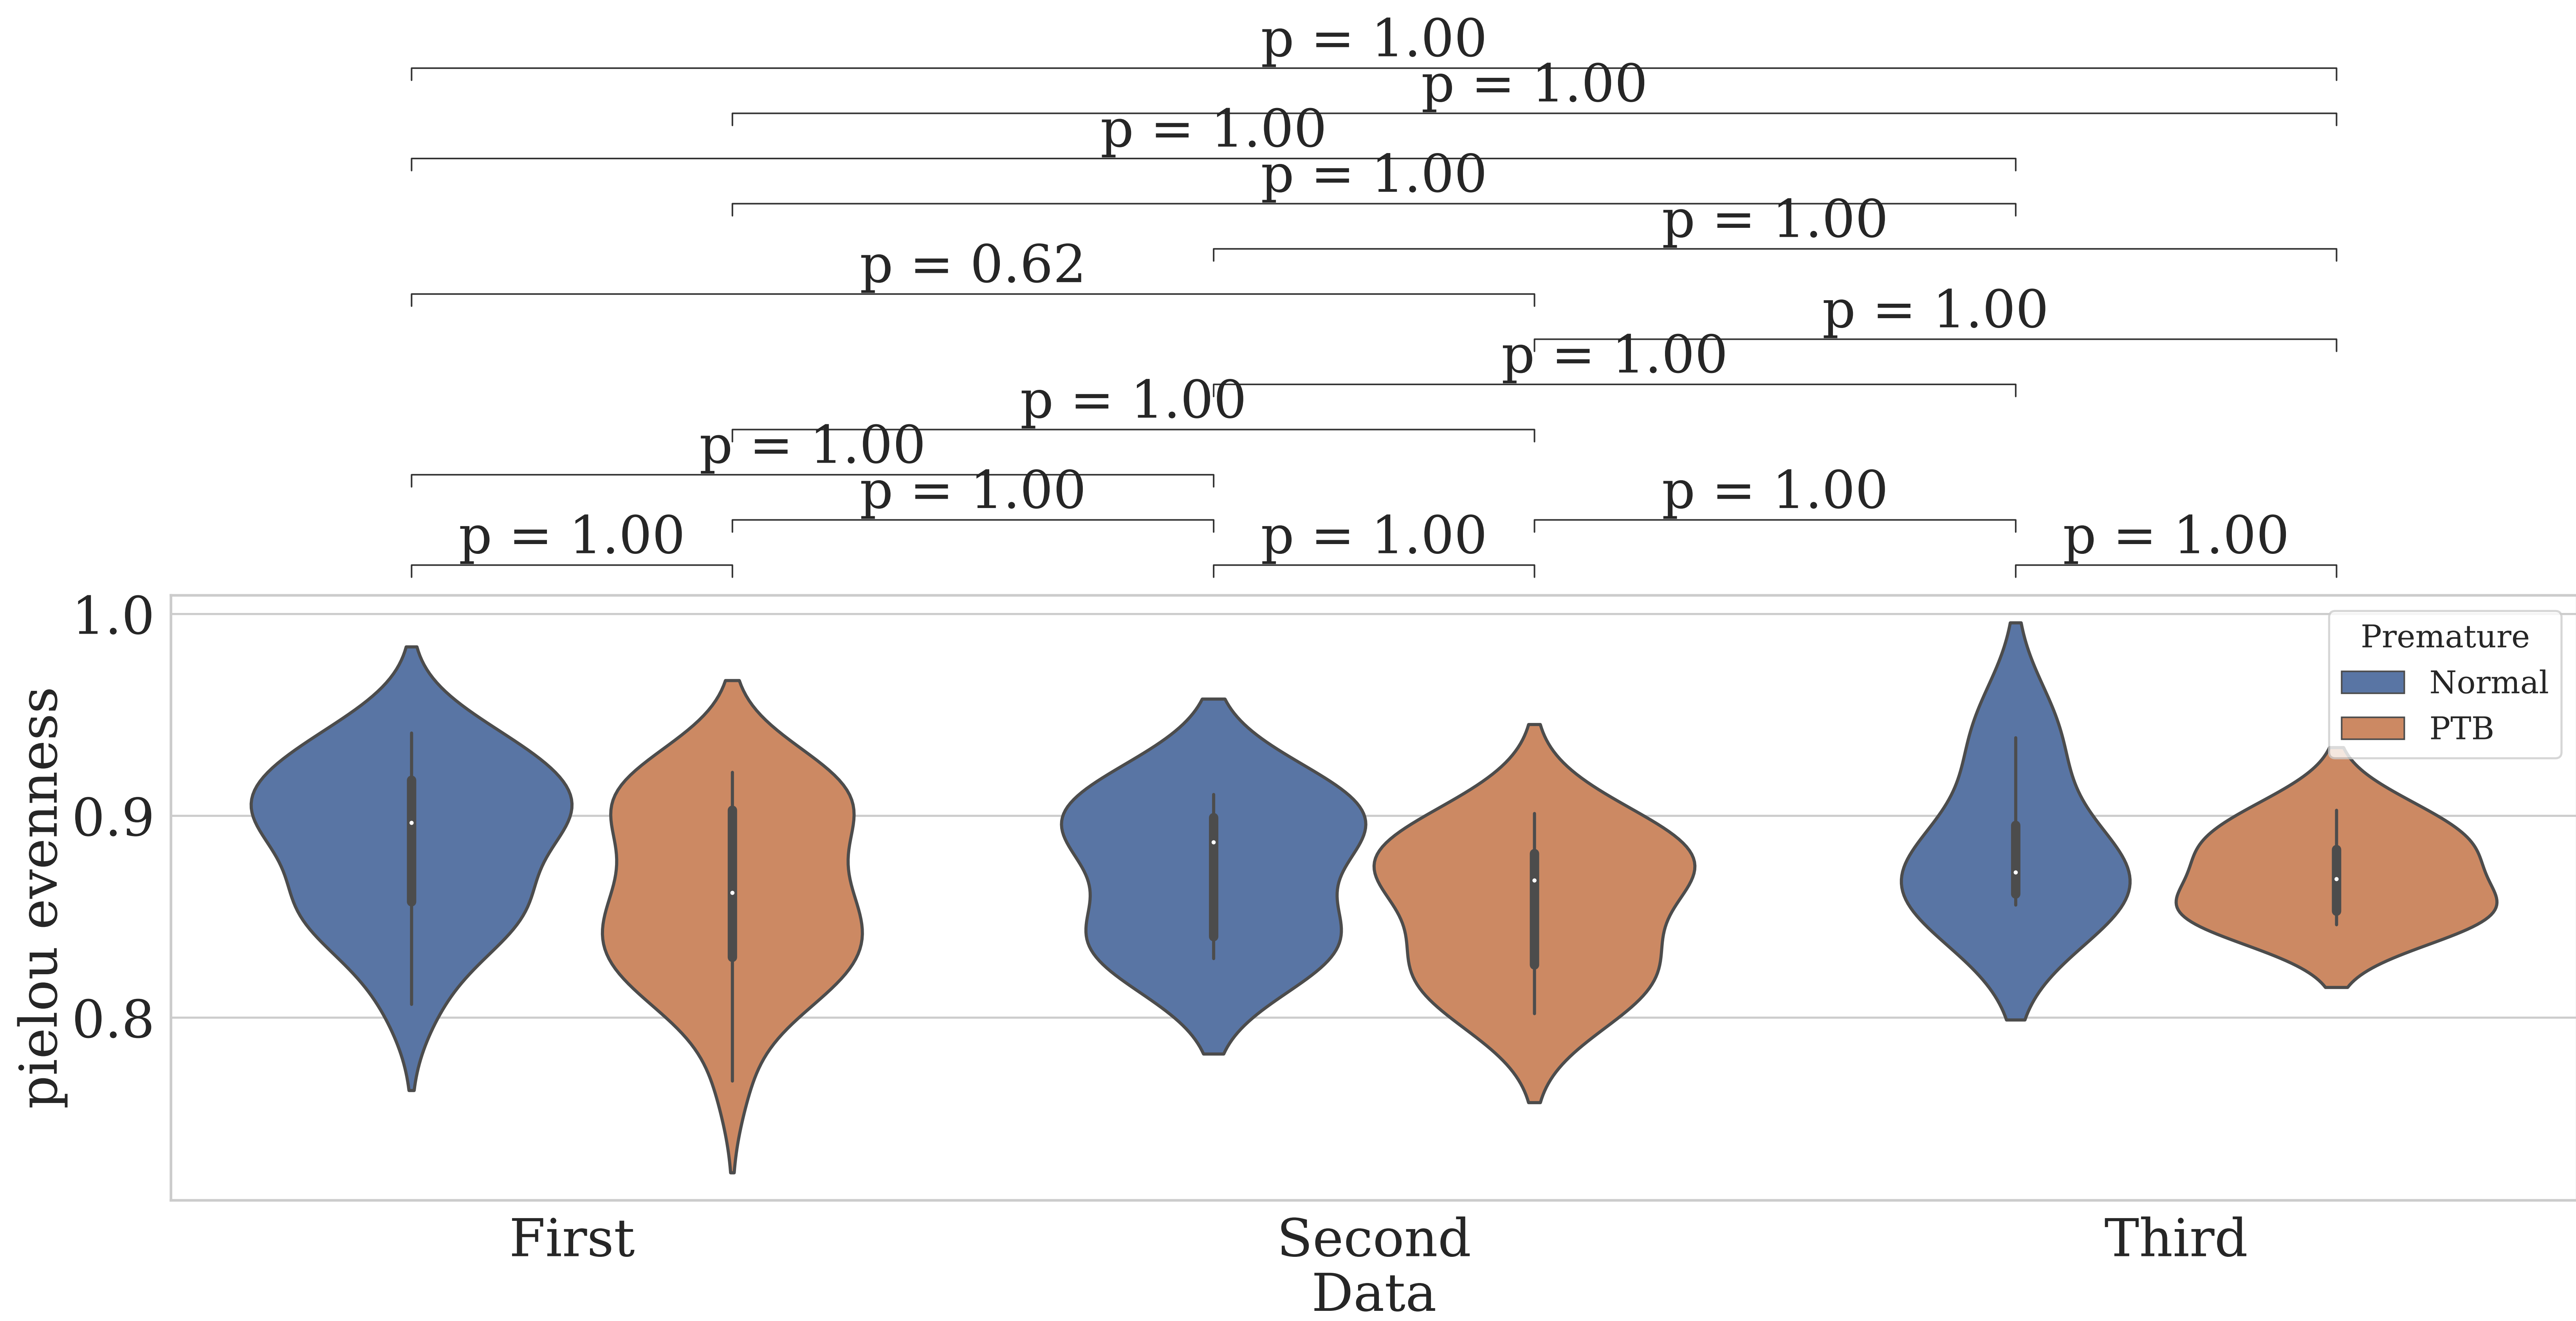 p = 1.00
p = 1.00
p = 1.00
p = 1.00
p = 1.00
p = 0.62
p = 1.00
p = 1.00
p = 1.00
p = 1.00
p = 1.00
p = 1.00
p = 1.00
p = 1.00
p = 1.00
1.0
0.9
0.8
pielou evenness
Premature
Normal
PTB
First
Second
Third
Data